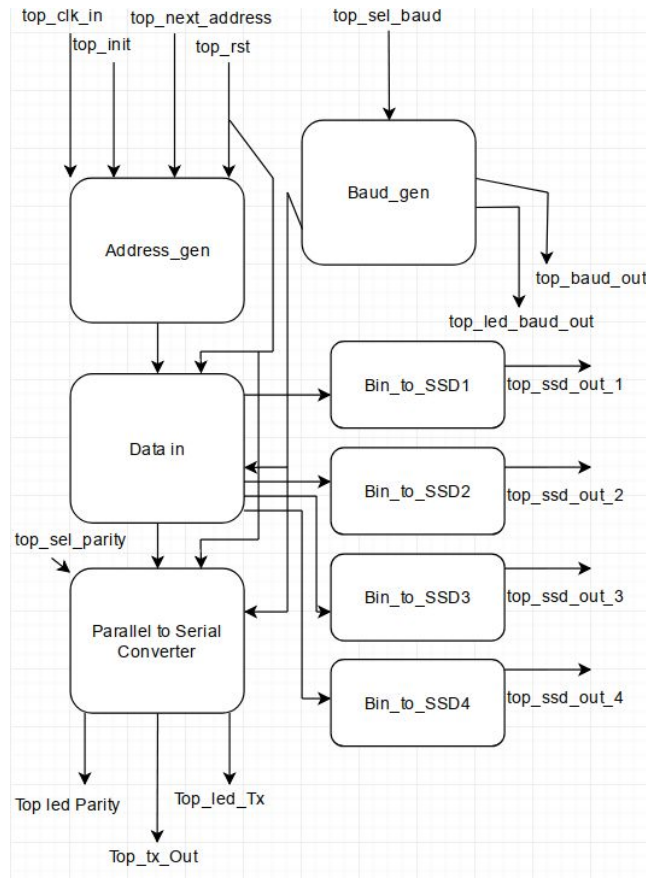 top_clk_in
top_next_address
top_sel_baud
top_init
top_rst
Baud_gen
Address_gen
top_baud_out
top_led_baud_out
Bin_to_SSD1
top_ssd_out_1
Data in
Bin_to_SSD2
top_ssd_out_2
top_sel_parity
Bin_to_SSD3
top_ssd_out_3
Parallel to Serial
Converter
Bin_to_SSD4
top_ssd_out_4
Top led Parity
Top_led_Tx
Top_tx_Out